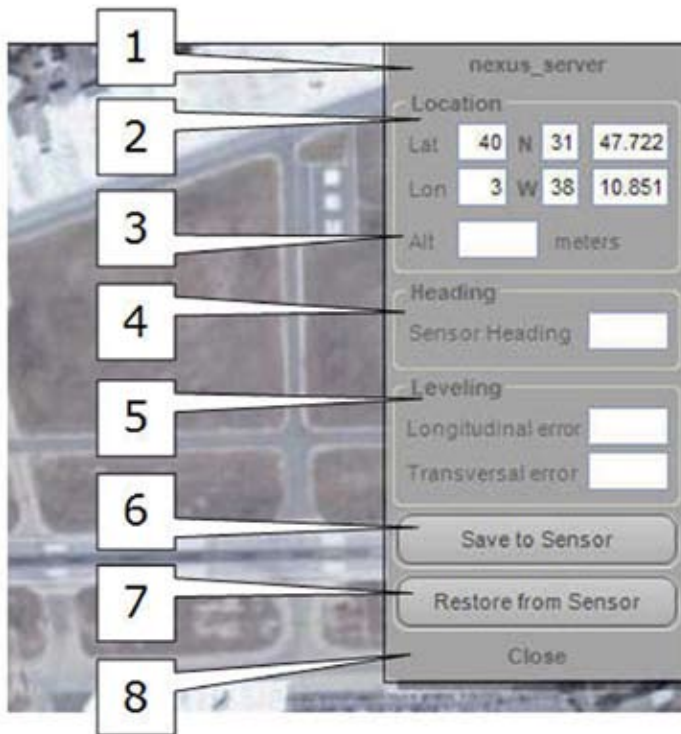 1
nexus_server
2
Location
Lat 40 N 31 47.722
Lon 3 W 38 10.851
3
Alt meters
4
Heading
Sensor Heading
5
Leveling
Longitudinal error
Transversal error
6
Save to Sensor
7
Restore from Sensor
8
Close